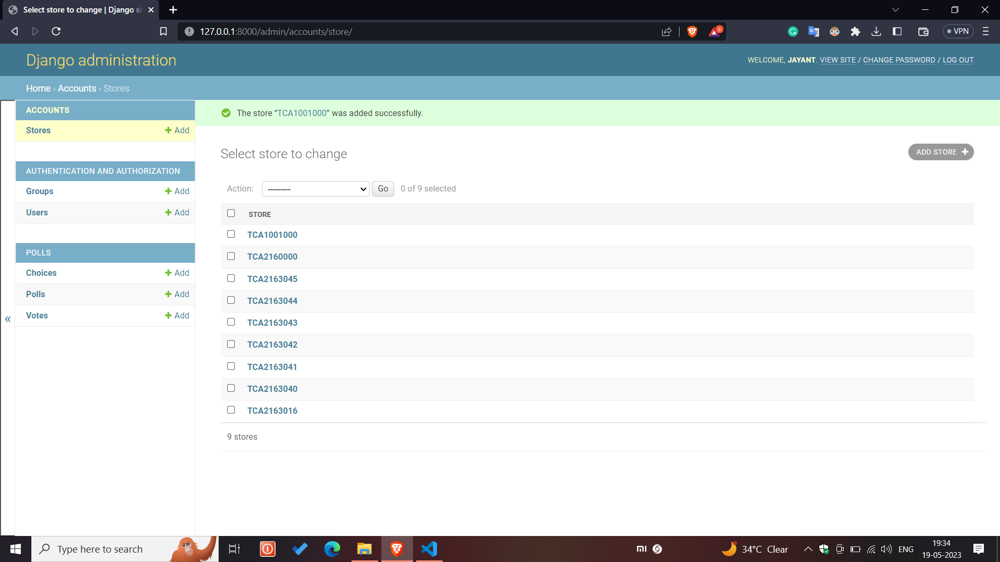 Select store to change | Django si
127.0.0.1:8000/admin/accounts/store/
8
VPN
Django administration
WELCOME, JAYANT. VIEW SITE / CHANGE PASSWORD / LOG OUT
Home › Accounts › Stores
ACCOUNTS
Stores
Add
AUTHENTICATION AND AUTHORIZATION
Groups
Add
Users
Add
POLLS
Choices
Add
Polls
Add
Votes
Add
«
The store “TCA1001000” was added successfully.
Select store to change
ADD STORE
Action:
---------
Go
0 of 9 selected
STORE
TCA1001000
TCA2160000
TCA2163045
TCA2163044
TCA2163043
TCA2163042
TCA2163041
TCA2163040
TCA2163016
9 stores
Type here to search
34°C Clear
ENG
19:34
19-05-2023